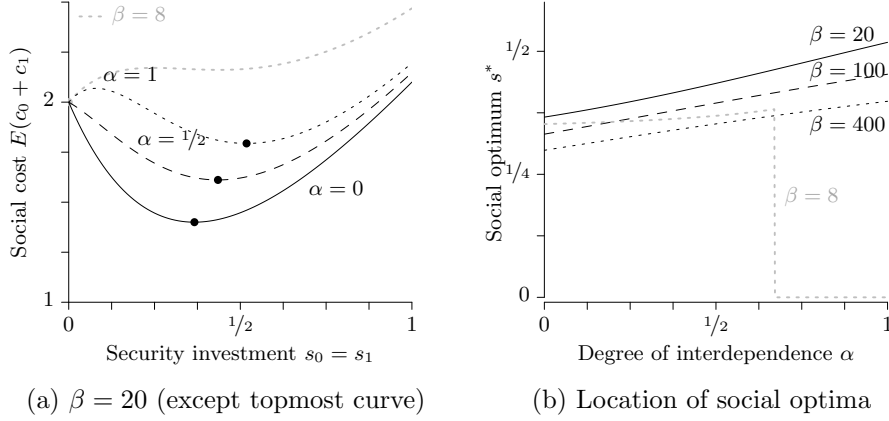 β = 8
α = 1
α = 1/2
α = 0
Social cost E(c₀ + c₁)
2
1
0
1/2
1
Security investment s₀ = s₁
(a) β = 20 (except topmost curve)
β = 20
β = 100
β = 400
β = 8
Social optimum s*
1/2
1/4
0
0
1/2
1
Degree of interdependence α
(b) Location of social optima